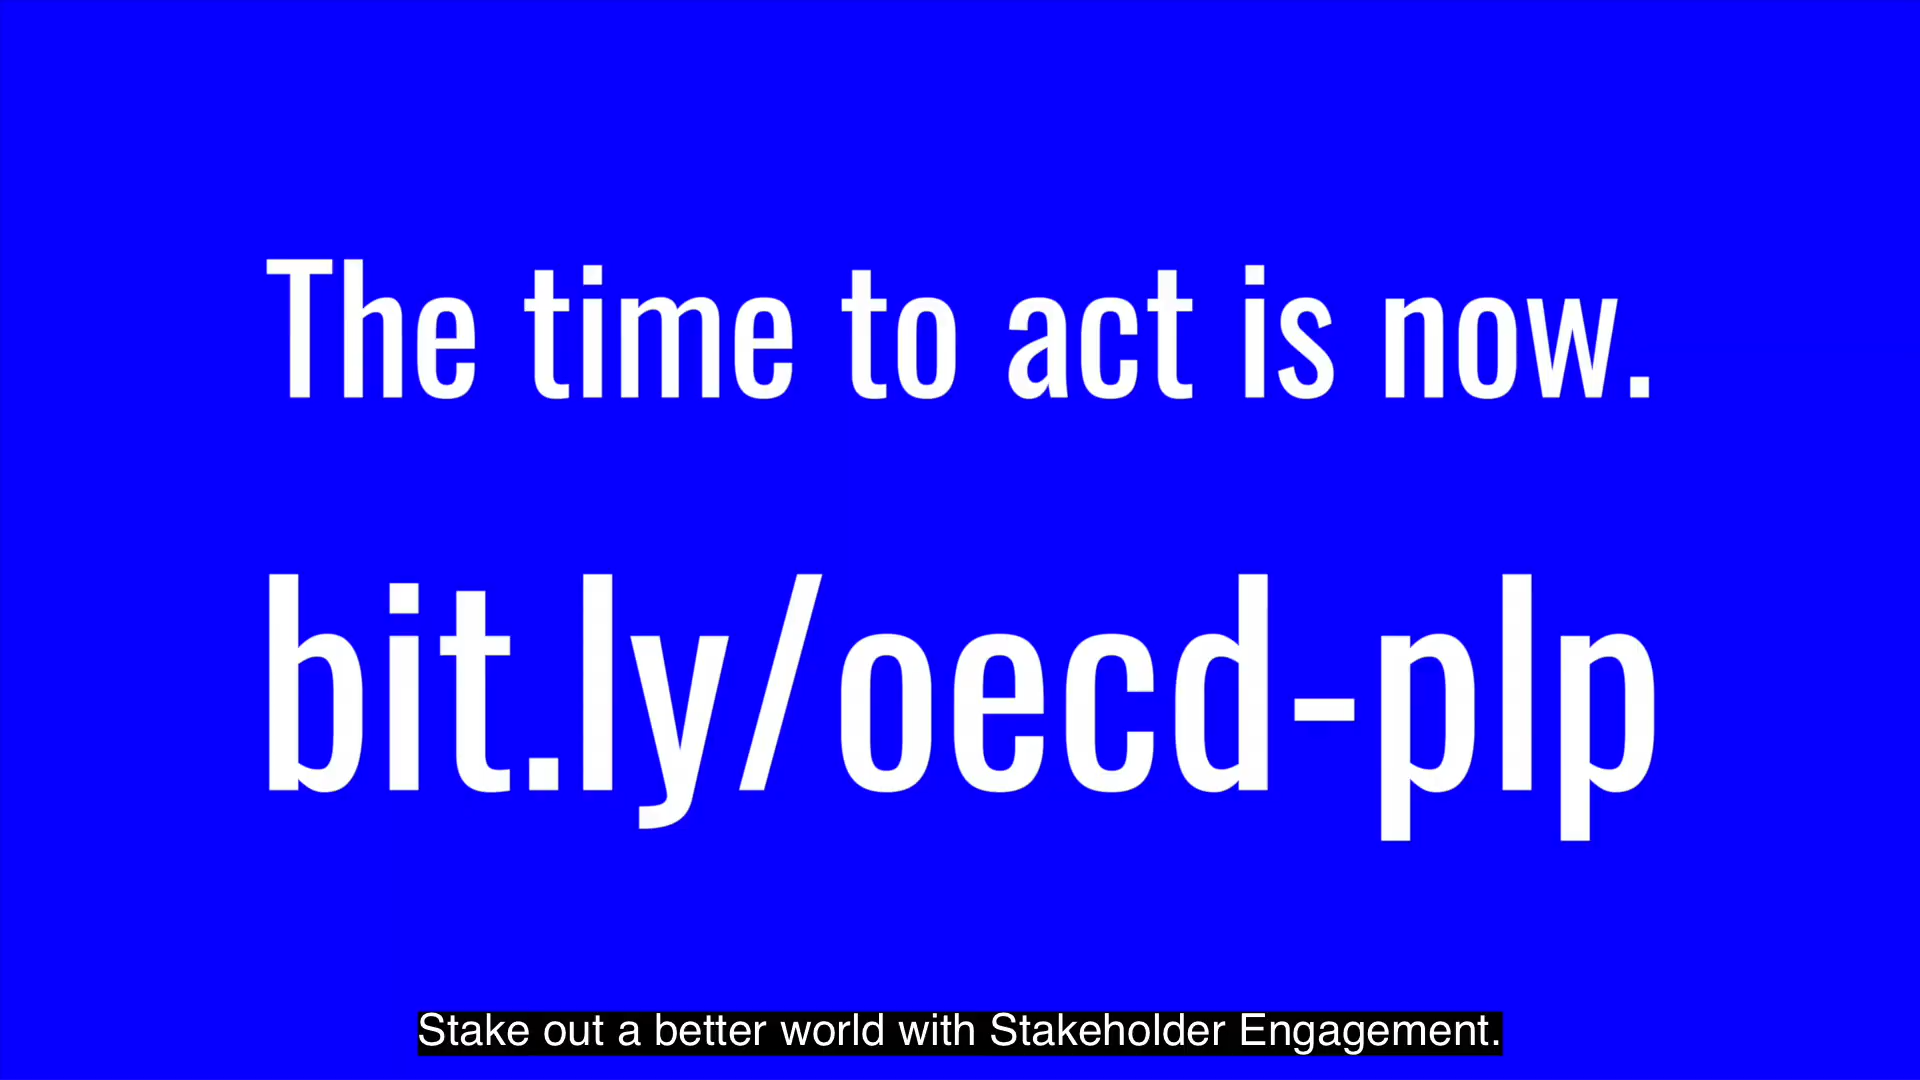 The time to act is now.
bit.ly/oecd-plp
Stake out a better world with Stakeholder Engagement.